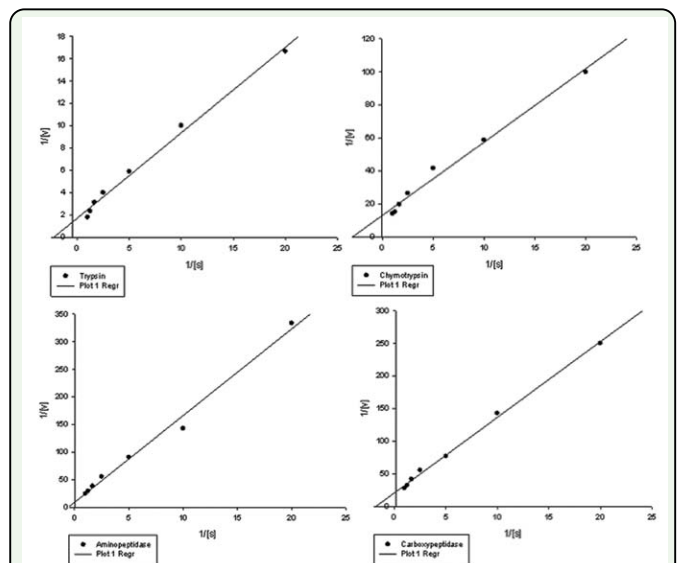 18
16
14
12
10
8
6
4
2
0
1/[v]
0 5 10 15 20 25
1/[s]
Trypsin
Plot 1 Regr
120
100
80
60
40
20
0
1/[v]
0 5 10 15 20 25
1/[s]
Chymotrypsin
Plot 1 Regr
350
300
250
200
150
100
50
0
1/[v]
0 5 10 15 20 25
1/[s]
Aminopeptidase
Plot 1 Regr
300
250
200
150
100
50
0
1/[v]
0 5 10 15 20 25
1/[s]
Carboxypeptidase
Plot 1 Regr